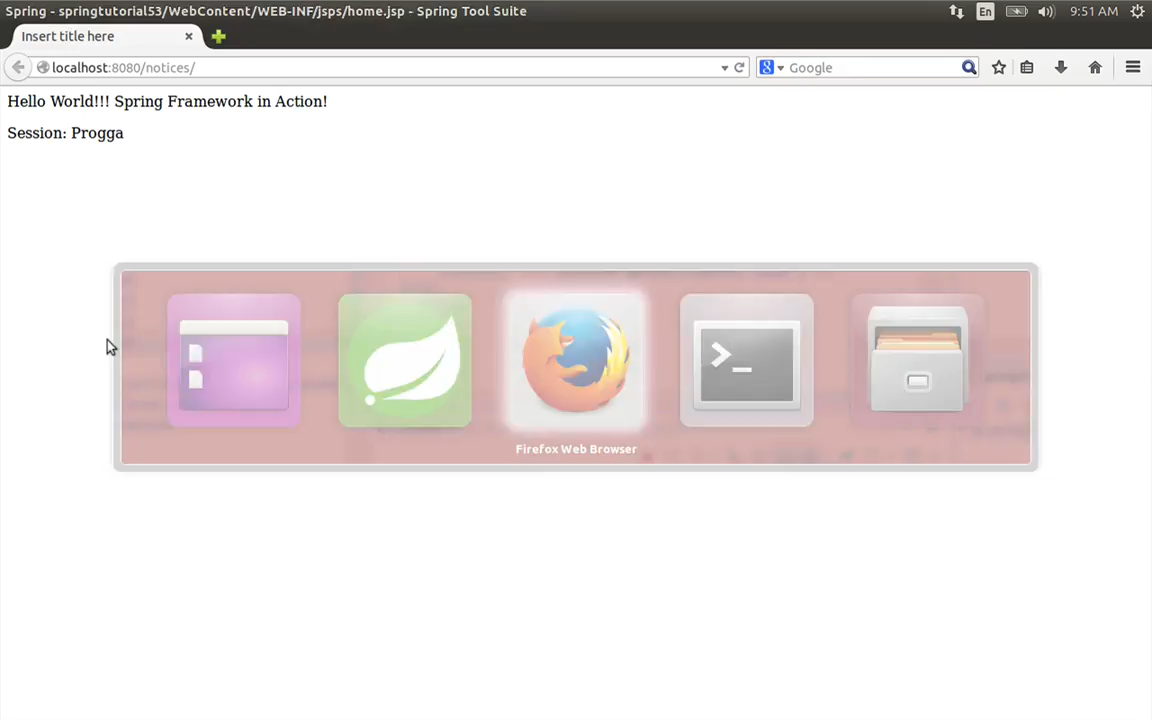 Spring - springtutorial53/WebContent/WEB-INF/jsps/home.jsp - Spring Tool Suite
En
9:51 AM
Insert title here
localhost:8080/notices/
Google
Hello World!!! Spring Framework in Action!
Session: Progga
Firefox Web Browser